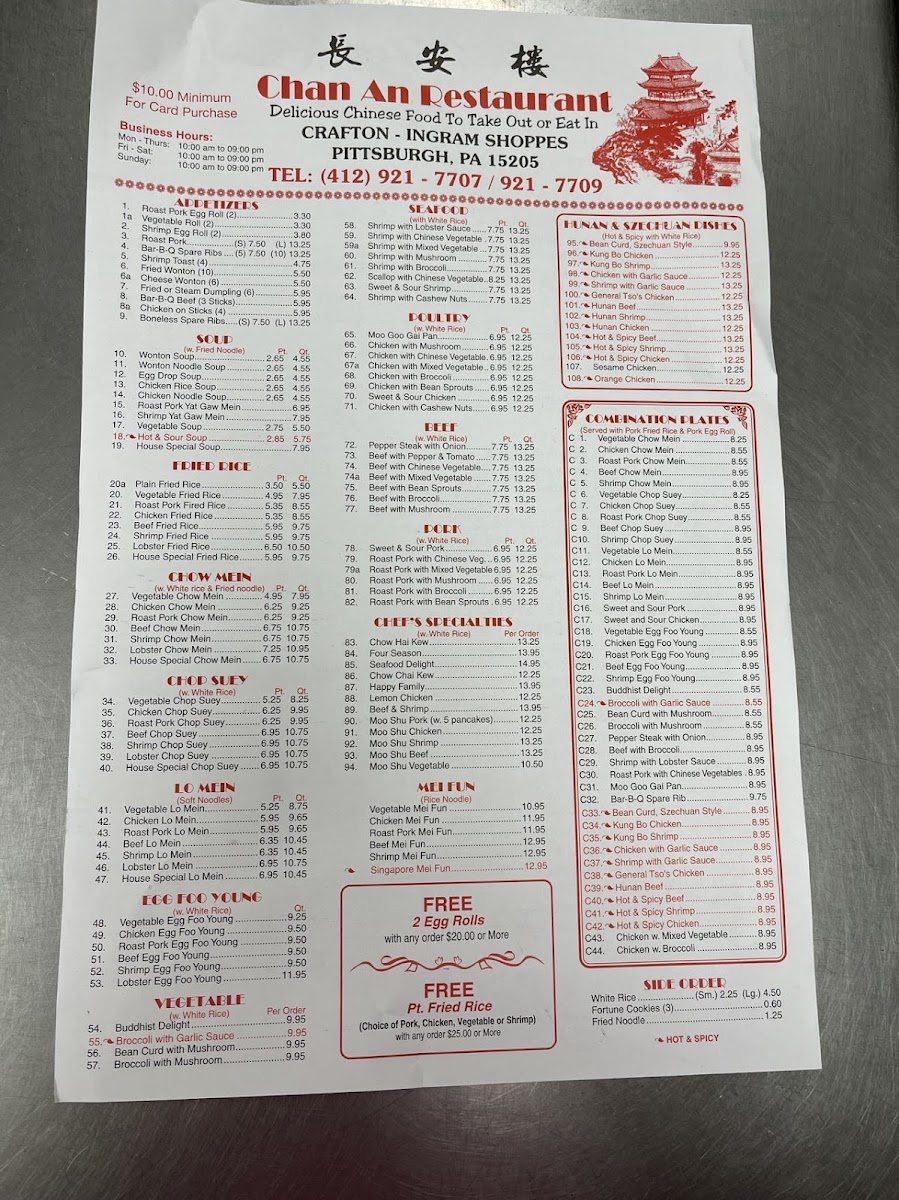 長安樓
Chan An Restaurant
Delicious Chinese Food To Take Out or Eat In
CRAFTON - INGRAM SHOPPES
PITTSBURGH, PA 15205
TEL: (412) 921 - 7707 / 921 - 7709
$10.00 Minimum
For Card Purchase
Business Hours:
Mon - Thurs: 10:00 am to 09:00 pm
Fri - Sat: 10:00 am to 09:00 pm
Sunday: 10:00 am to 09:00 pm
APPETIZERS
1. Roast Pork Egg Roll (2) 3.30
1a Vegetable Roll (2) 3.30
2. Shrimp Egg Roll (2) 3.80
3. Roast Pork (S) 7.50 (L) 13.25
4. Bar-B-Q Spare Ribs (5) 7.50 (10) 13.25
5. Shrimp Toast (4) 4.75
6. Fried Wonton (10) 5.50
6a Cheese Wonton (6) 5.50
7. Fried or Steam Dumpling (6) 5.95
8. Bar-B-Q Beef (3 Sticks) 5.95
8a Chicken on Sticks (4) 5.95
9. Boneless Spare Ribs (S) 7.50 (L) 13.25
SOUP
(w. Fried Noodle) Pt. Qt.
10. Wonton Soup 2.65 4.55
11. Wonton Noodle Soup 2.65 4.55
12. Egg Drop Soup 2.65 4.55
13. Chicken Rice Soup 2.65 4.55
14. Chicken Noodle Soup 2.65 4.55
15. Roast Pork Yat Gaw Mein 6.95
16. Shrimp Yat Gaw Mein 7.95
17. Vegetable Soup 2.75 5.50
18. Hot & Sour Soup 2.85 5.75
19. House Special Soup 7.95
FRIED RICE
Pt. Qt.
20a Plain Fried Rice 3.50 5.50
20. Vegetable Fried Rice 4.95 7.95
21. Roast Pork Fired Rice 5.35 8.55
22. Chicken Fried Rice 5.35 8.55
23. Beef Fried Rice 5.95 9.75
24. Shrimp Fried Rice 5.95 9.75
25. Lobster Fried Rice 6.50 10.50
26. House Special Fried Rice 5.95 9.75
CHOW MEIN
(w. White rice & Fried noodle) Pt. Qt.
27. Vegetable Chow Mein 4.95 7.95
28. Chicken Chow Mein 6.25 9.25
29. Roast Pork Chow Mein 6.25 9.25
30. Beef Chow Mein 6.75 10.75
31. Shrimp Chow Mein 6.75 10.75
32. Lobster Chow Mein 7.25 10.95
33. House Special Chow Mein 6.75 10.75
CHOP SUEY
(w. White Rice) Pt. Qt.
34. Vegetable Chop Suey 5.25 8.25
35. Chicken Chop Suey 6.25 9.95
36. Roast Pork Chop Suey 6.25 9.95
37. Beef Chop Suey 6.95 10.75
38. Shrimp Chop Suey 6.95 10.75
39. Lobster Chop Suey 6.95 10.75
40. House Special Chop Suey 6.95 10.75
LO MEIN
(Soft Noodles) Pt. Qt.
41. Vegetable Lo Mein 5.25 8.75
42. Chicken Lo Mein 5.95 9.65
43. Roast Pork Lo Mein 5.95 9.65
44. Beef Lo Mein 6.35 10.45
45. Shrimp Lo Mein 6.35 10.45
46. Lobster Lo Mein 6.95 10.75
47. House Special Lo Mein 6.95 10.45
EGG FOO YOUNG
(w. White Rice) Qt.
48. Vegetable Egg Foo Young 9.25
49. Chicken Egg Foo Young 9.50
50. Roast Pork Egg Foo Young 9.50
51. Beef Egg Foo Young 9.50
52. Shrimp Egg Foo Young 9.50
53. Lobster Egg Foo Young 11.95
VEGETABLE
(w. White Rice) Per Order
54. Buddhist Delight 9.95
55. Broccoli with Garlic Sauce 9.95
56. Bean Curd with Mushroom 9.95
57. Broccoli with Mushroom 9.95
SEAFOOD
(with White Rice) Pt. Qt.
58. Shrimp with Lobster Sauce 7.75 13.25
59. Shrimp with Chinese Vegetable 7.75 13.25
59a Shrimp with Mixed Vegetable 7.75 13.25
60. Shrimp with Mushroom 7.75 13.25
61. Shrimp with Broccoli 7.75 13.25
62. Scallop with Chinese Vegetable 8.25 13.25
63. Sweet & Sour Shrimp 7.75 13.25
64. Shrimp with Cashew Nuts 7.75 13.25
POULTRY
(w. White Rice) Pt. Qt.
65. Moo Goo Gai Pan 6.95 12.25
66. Chicken with Mushroom 6.95 12.25
67. Chicken with Chinese Vegetable 6.95 12.25
67a Chicken with Mixed Vegetable 6.95 12.25
68. Chicken with Broccoli 6.95 12.25
69. Chicken with Bean Sprouts 6.95 12.25
70. Sweet & Sour Chicken 6.95 12.25
71. Chicken with Cashew Nuts 6.95 12.25
BEEF
(w. White Rice) Pt. Qt.
72. Pepper Steak with Onion 7.75 13.25
73. Beef with Pepper & Tomato 7.75 13.25
74. Beef with Chinese Vegetable 7.75 13.25
74a Beef with Mixed Vegetable 7.75 13.25
75. Beef with Bean Sprouts 7.75 13.25
76. Beef with Broccoli 7.75 13.25
77. Beef with Mushroom 7.75 13.25
PORK
(w. White Rice) Pt. Qt.
78. Sweet & Sour Pork 6.95 12.25
79. Roast Pork with Chinese Veg. 6.95 12.25
79a Roast Pork with Mixed Vegetable 6.95 12.25
80. Roast Pork with Mushroom 6.95 12.25
81. Roast Pork with Broccoli 6.95 12.25
82. Roast Pork with Bean Sprouts 6.95 12.25
CHEF'S SPECIALTIES
(w. White Rice) Per Order
83. Chow Hai Kew 13.25
84. Four Season 13.95
85. Seafood Delight 14.95
86. Chow Chai Kew 12.25
87. Happy Family 13.95
88. Lemon Chicken 12.25
89. Beef & Shrimp 13.95
90. Moo Shu Pork (w. 5 pancakes) 12.25
91. Moo Shu Chicken 12.25
92. Moo Shu Shrimp 13.25
93. Moo Shu Beef 13.25
94. Moo Shu Vegetable 10.50
MEI FUN
(Rice Noodle)
Vegetable Mei Fun 10.95
Chicken Mei Fun 11.95
Roast Pork Mei Fun 11.95
Beef Mei Fun 12.95
Shrimp Mei Fun 12.95
Singapore Mei Fun 12.95
FREE
2 Egg Rolls
with any order $20.00 or More
FREE
Pt. Fried Rice
(Choice of Pork, Chicken, Vegetable or Shrimp)
with any order $25.00 or More
HUNAN & SZECHUAN DISHES
(Hot & Spicy with White Rice)
95. Bean Curd, Szechuan Style 9.95
96. Kung Bo Chicken 12.25
97. Kung Bo Shrimp 13.25
98. Chicken with Garlic Sauce 12.25
99. Shrimp with Garlic Sauce 13.25
100. General Tso's Chicken 12.25
101. Hunan Beef 13.25
102. Hunan Shrimp 13.25
103. Hunan Chicken 12.25
104. Hot & Spicy Beef 13.25
105. Hot & Spicy Shrimp 13.25
106. Hot & Spicy Chicken 12.25
107. Sesame Chicken 12.25
108. Orange Chicken 12.25
COMBINATION PLATES
(Served with Pork Fried Rice & Pork Egg Roll)
C 1. Vegetable Chow Mein 8.25
C 2. Chicken Chow Mein 8.55
C 3. Roast Pork Chow Mein 8.55
C 4. Beef Chow Mein 8.95
C 5. Shrimp Chow Mein 8.95
C 6. Vegetable Chop Suey 8.25
C 7. Chicken Chop Suey 8.55
C 8. Roast Pork Chop Suey 8.55
C 9. Beef Chop Suey 8.95
C10. Shrimp Chop Suey 8.95
C11. Vegetable Lo Mein 8.55
C12. Chicken Lo Mein 8.95
C13. Roast Pork Lo Mein 8.95
C14. Beef Lo Mein 8.95
C15. Shrimp Lo Mein 8.95
C16. Sweet and Sour Pork 8.95
C17. Sweet and Sour Chicken 8.95
C18. Vegetable Egg Foo Young 8.55
C19. Chicken Egg Foo Young 8.95
C20. Roast Pork Egg Foo Young 8.95
C21. Beef Egg Foo Young 8.95
C22. Shrimp Egg Foo Young 8.95
C23. Buddhist Delight 8.55
C24. Broccoli with Garlic Sauce 8.55
C25. Bean Curd with Mushroom 8.95
C26. Broccoli with Mushroom 8.55
C27. Pepper Steak with Onion 8.95
C28. Beef with Broccoli 8.95
C29. Shrimp with Lobster Sauce 8.95
C30. Roast Pork with Chinese Vegetables 8.95
C31. Moo Goo Gai Pan 8.95
C32. Bar-B-Q Spare Rib 9.75
C33. Bean Curd, Szechuan Style 8.95
C34. Kung Bo Chicken 8.95
C35. Kung Bo Shrimp 8.95
C36. Chicken with Garlic Sauce 8.95
C37. Shrimp with Garlic Sauce 8.95
C38. General Tso's Chicken 8.95
C39. Hunan Beef 8.95
C40. Hot & Spicy Beef 8.95
C41. Hot & Spicy Shrimp 8.95
C42. Hot & Spicy Chicken 8.95
C43. Chicken w. Mixed Vegetable 8.95
C44. Chicken w. Broccoli 8.95
SIDE ORDER
White Rice (Sm.) 2.25 (Lg.) 4.50
Fortune Cookies (3) 0.60
Fried Noodle 1.25
HOT & SPICY